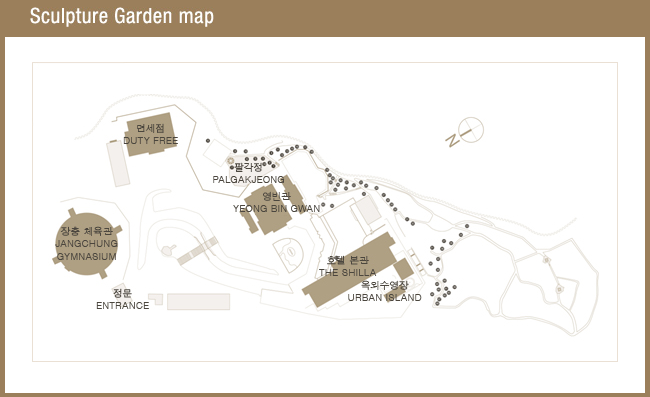 Sculpture Garden map
면세점
DUTY FREE
팔각정
PALGAKJEONG
영빈관
YEONG BIN GWAN
장충 체육관
JANGCHUNG
GYMNASIUM
호텔 본관
THE SHILLA
옥외수영장
URBAN ISLAND
정문
ENTRANCE
N